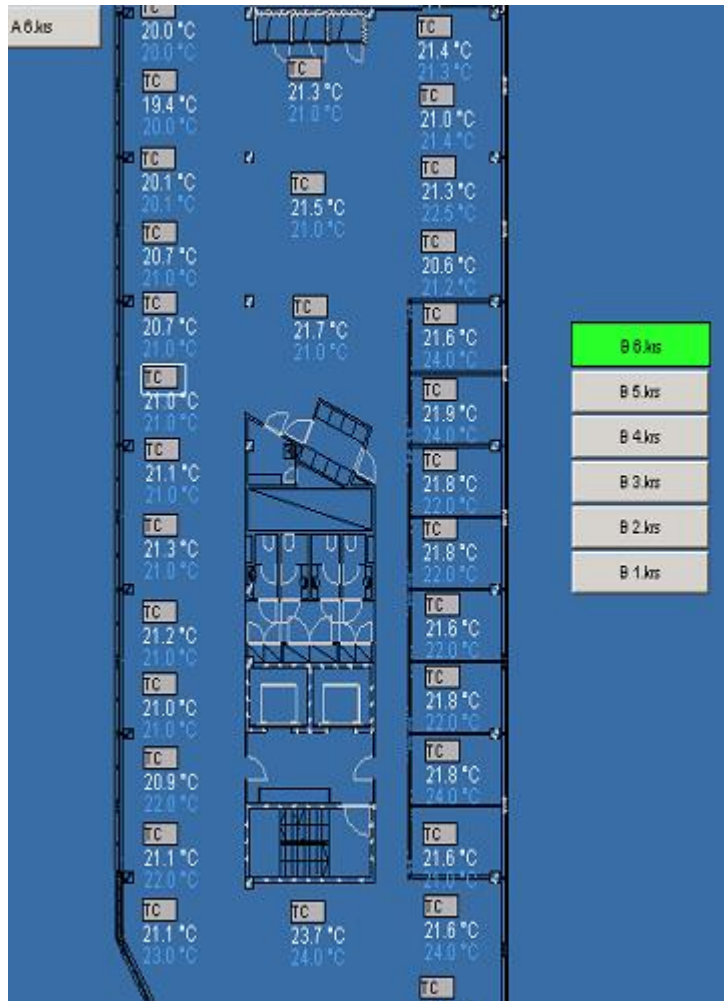 A 6.krs
TC
20.0 °C
20.0 °C
TC
19.4 °C
20.0 °C
TC
20.1 °C
20.1 °C
TC
20.7 °C
21.0 °C
TC
20.7 °C
21.0 °C
TC
21.0 °C
21.0 °C
TC
21.1 °C
21.0 °C
TC
21.3 °C
21.0 °C
TC
21.2 °C
21.0 °C
TC
21.0 °C
21.0 °C
TC
20.9 °C
22.0 °C
TC
21.1 °C
22.0 °C
TC
21.1 °C
23.0 °C
TC
21.3 °C
21.0 °C
TC
21.5 °C
21.0 °C
TC
21.7 °C
21.0 °C
TC
23.7 °C
24.0 °C
TC
21.4 °C
21.3 °C
TC
21.0 °C
21.4 °C
TC
21.3 °C
22.5 °C
TC
20.6 °C
21.2 °C
TC
21.6 °C
24.0 °C
TC
21.9 °C
24.0 °C
TC
21.8 °C
22.0 °C
TC
21.8 °C
22.0 °C
TC
21.6 °C
22.0 °C
TC
21.8 °C
22.0 °C
TC
21.8 °C
24.0 °C
TC
21.6 °C
21.0 °C
TC
21.6 °C
24.0 °C
TC
B 6.krs
B 5.krs
B 4.krs
B 3.krs
B 2.krs
B 1.krs